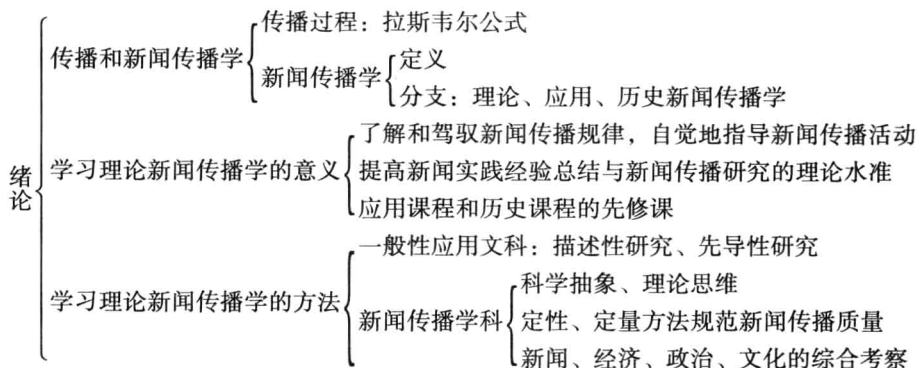 绪论
传播和新闻传播学
传播过程：拉斯韦尔公式
新闻传播学
定义
分支：理论、应用、历史新闻传播学
学习理论新闻传播学的意义
了解和驾驭新闻传播规律，自觉地指导新闻传播活动
提高新闻实践经验总结与新闻传播研究的理论水准
应用课程和历史课程的先修课
学习理论新闻传播学的方法
一般性应用文科：描述性研究、先导性研究
新闻传播学科
科学抽象、理论思维
定性、定量方法规范新闻传播质量
新闻、经济、政治、文化的综合考察